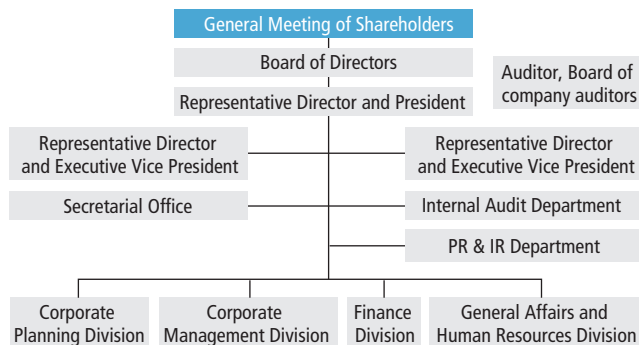 General Meeting of Shareholders
Board of Directors
Auditor, Board of
company auditors
Representative Director and President
Representative Director
and Executive Vice President
Representative Director
and Executive Vice President
Secretarial Office
Internal Audit Department
PR & IR Department
Corporate
Planning Division
Corporate
Management Division
Finance
Division
General Affairs and
Human Resources Division